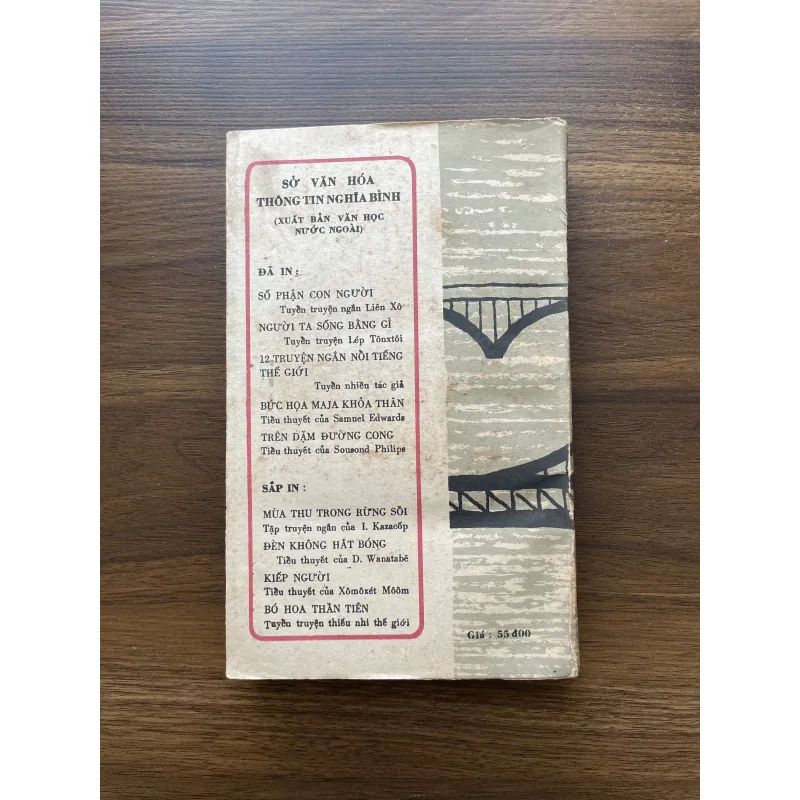 SỞ VĂN HÓA
THÔNG TIN NGHĨA BÌNH
(XUẤT BẢN VĂN HỌC
NƯỚC NGOÀI)
ĐÃ IN :
SỐ PHẬN CON NGƯỜI
Tuyển truyện ngắn Liên Xô
NGƯỜI TA SỐNG BẰNG GÌ
Tuyển truyện Lép Tônxtôi
12 TRUYỆN NGẮN NỔI TIẾNG
THẾ GIỚI
Tuyển nhiều tác giả
BỨC HỌA MAJA KHỎA THÂN
Tiểu thuyết của Samuel Edwards
TRÊN DẶM ĐƯỜNG CONG
Tiểu thuyết của Sousond Philips
SẮP IN :
MÙA THU TRONG RỪNG SỒI
Tập truyện ngắn của I. Kazacốp
ĐÈN KHÔNG HẮT BÓNG
Tiểu thuyết của D. Wanatabê
KIẾP NGƯỜI
Tiểu thuyết của Xômôxét Môôm
BÓ HOA THẦN TIÊN
Tuyển truyện thiếu nhi thế giới
Giá : 55 đ00